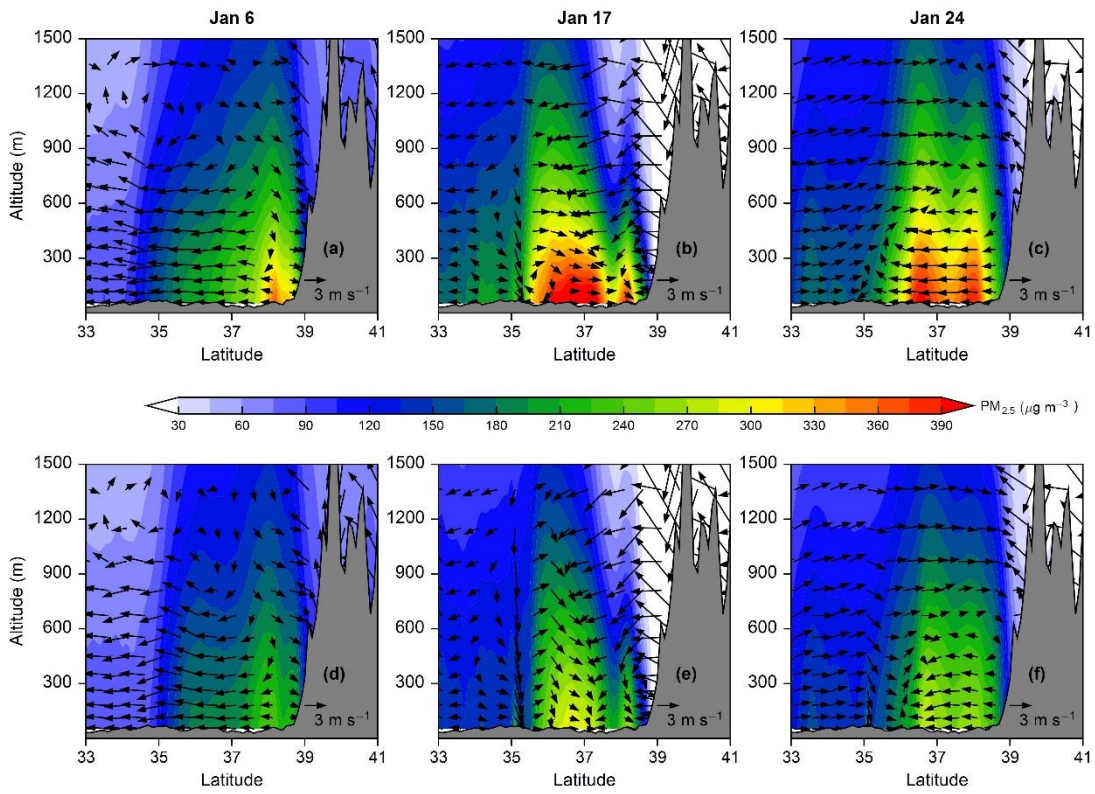 Jan 6 Jan 17 Jan 24
1500 1500 1500
1200 1200 1200
900 900 900
Altitude (m)
600 600 600
(a) (b) (c)
300 300 300
3 m s⁻¹ 3 m s⁻¹ 3 m s⁻¹
33 35 37 39 41 33 35 37 39 41 33 35 37 39 41
Latitude Latitude Latitude
PM₂.₅ (μg m⁻³ )
30 60 90 120 150 180 210 240 270 300 330 360 390
1500 1500 1500
1200 1200 1200
900 900 900
Altitude (m)
600 600 600
(d) (e) (f)
300 300 300
3 m s⁻¹ 3 m s⁻¹ 3 m s⁻¹
33 35 37 39 41 33 35 37 39 41 33 35 37 39 41
Latitude Latitude Latitude